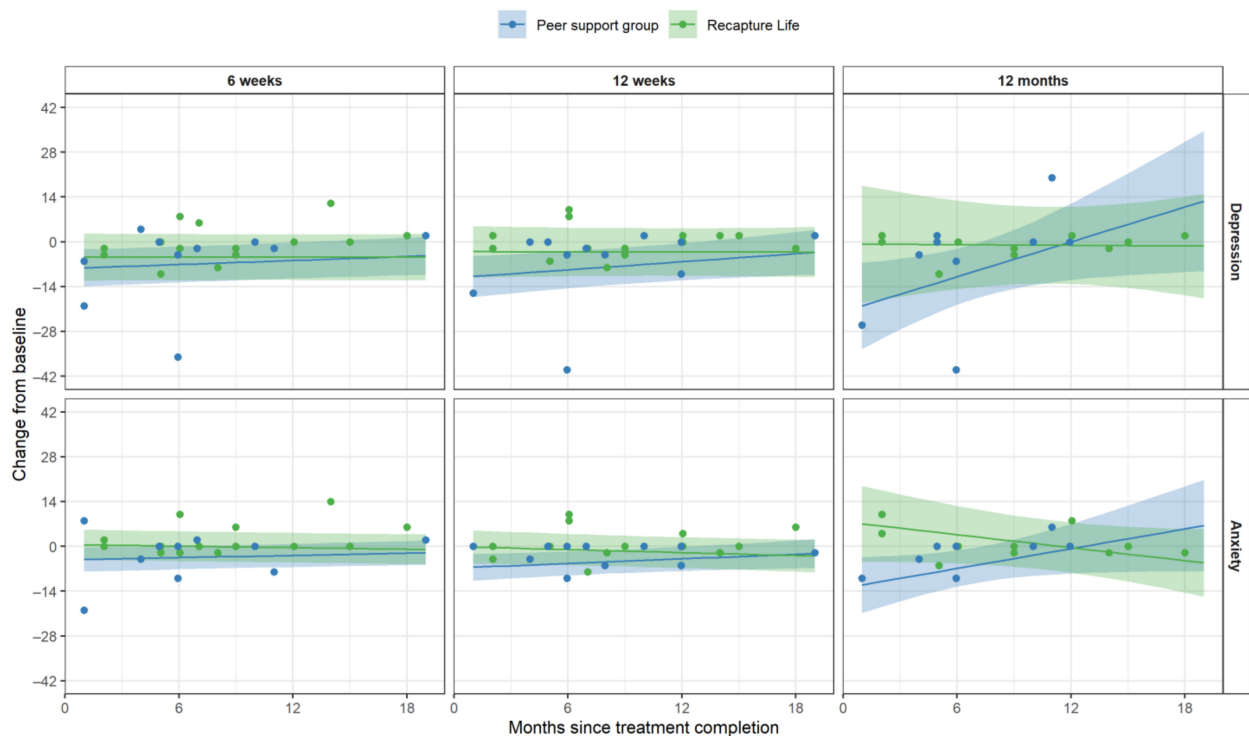 Peer support group Recapture Life
6 weeks 12 weeks 12 months
42
28
14
0
−14
−28
−42
Depression
42
28
14
0
−14
−28
−42
Anxiety
0 6 12 18 0 6 12 18 0 6 12 18
Change from baseline
Months since treatment completion